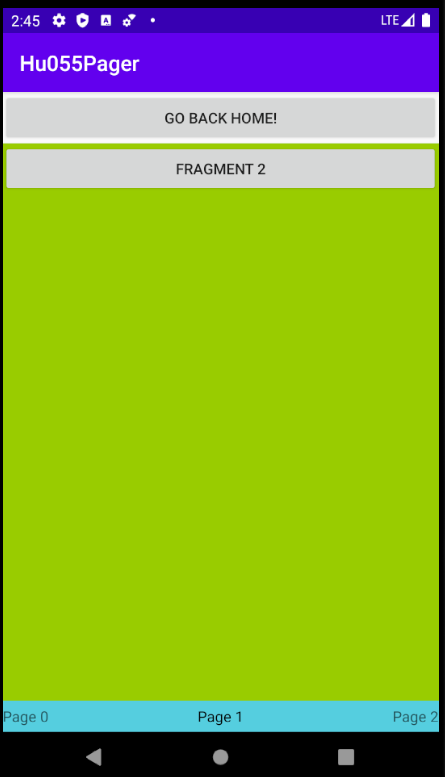 2:45 LTE
Hu055Pager
GO BACK HOME!
FRAGMENT 2
Page 0 Page 1 Page 2